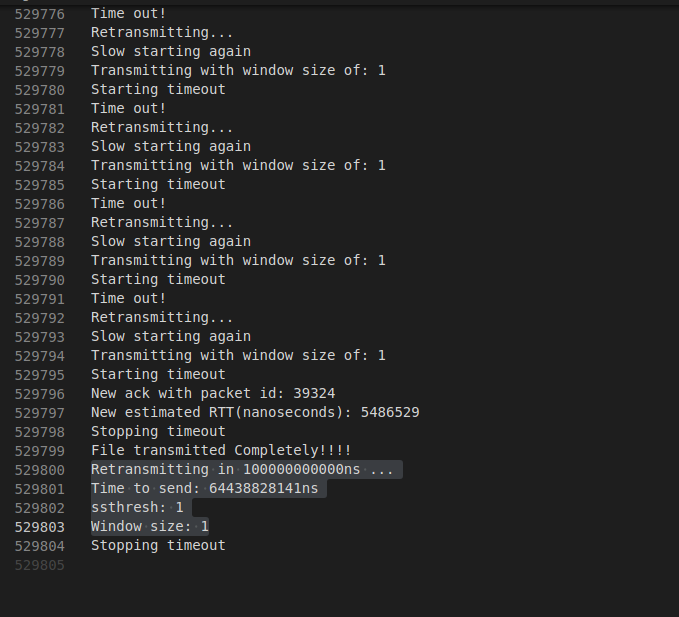 529776 Time out!
529777 Retransmitting...
529778 Slow starting again
529779 Transmitting with window size of: 1
529780 Starting timeout
529781 Time out!
529782 Retransmitting...
529783 Slow starting again
529784 Transmitting with window size of: 1
529785 Starting timeout
529786 Time out!
529787 Retransmitting...
529788 Slow starting again
529789 Transmitting with window size of: 1
529790 Starting timeout
529791 Time out!
529792 Retransmitting...
529793 Slow starting again
529794 Transmitting with window size of: 1
529795 Starting timeout
529796 New ack with packet id: 39324
529797 New estimated RTT(nanoseconds): 5486529
529798 Stopping timeout
529799 File transmitted Completely!!!!
529800 Retransmitting in 100000000000ns ...
529801 Time to send: 64438828141ns
529802 ssthresh: 1
529803 Window size: 1
529804 Stopping timeout
529805